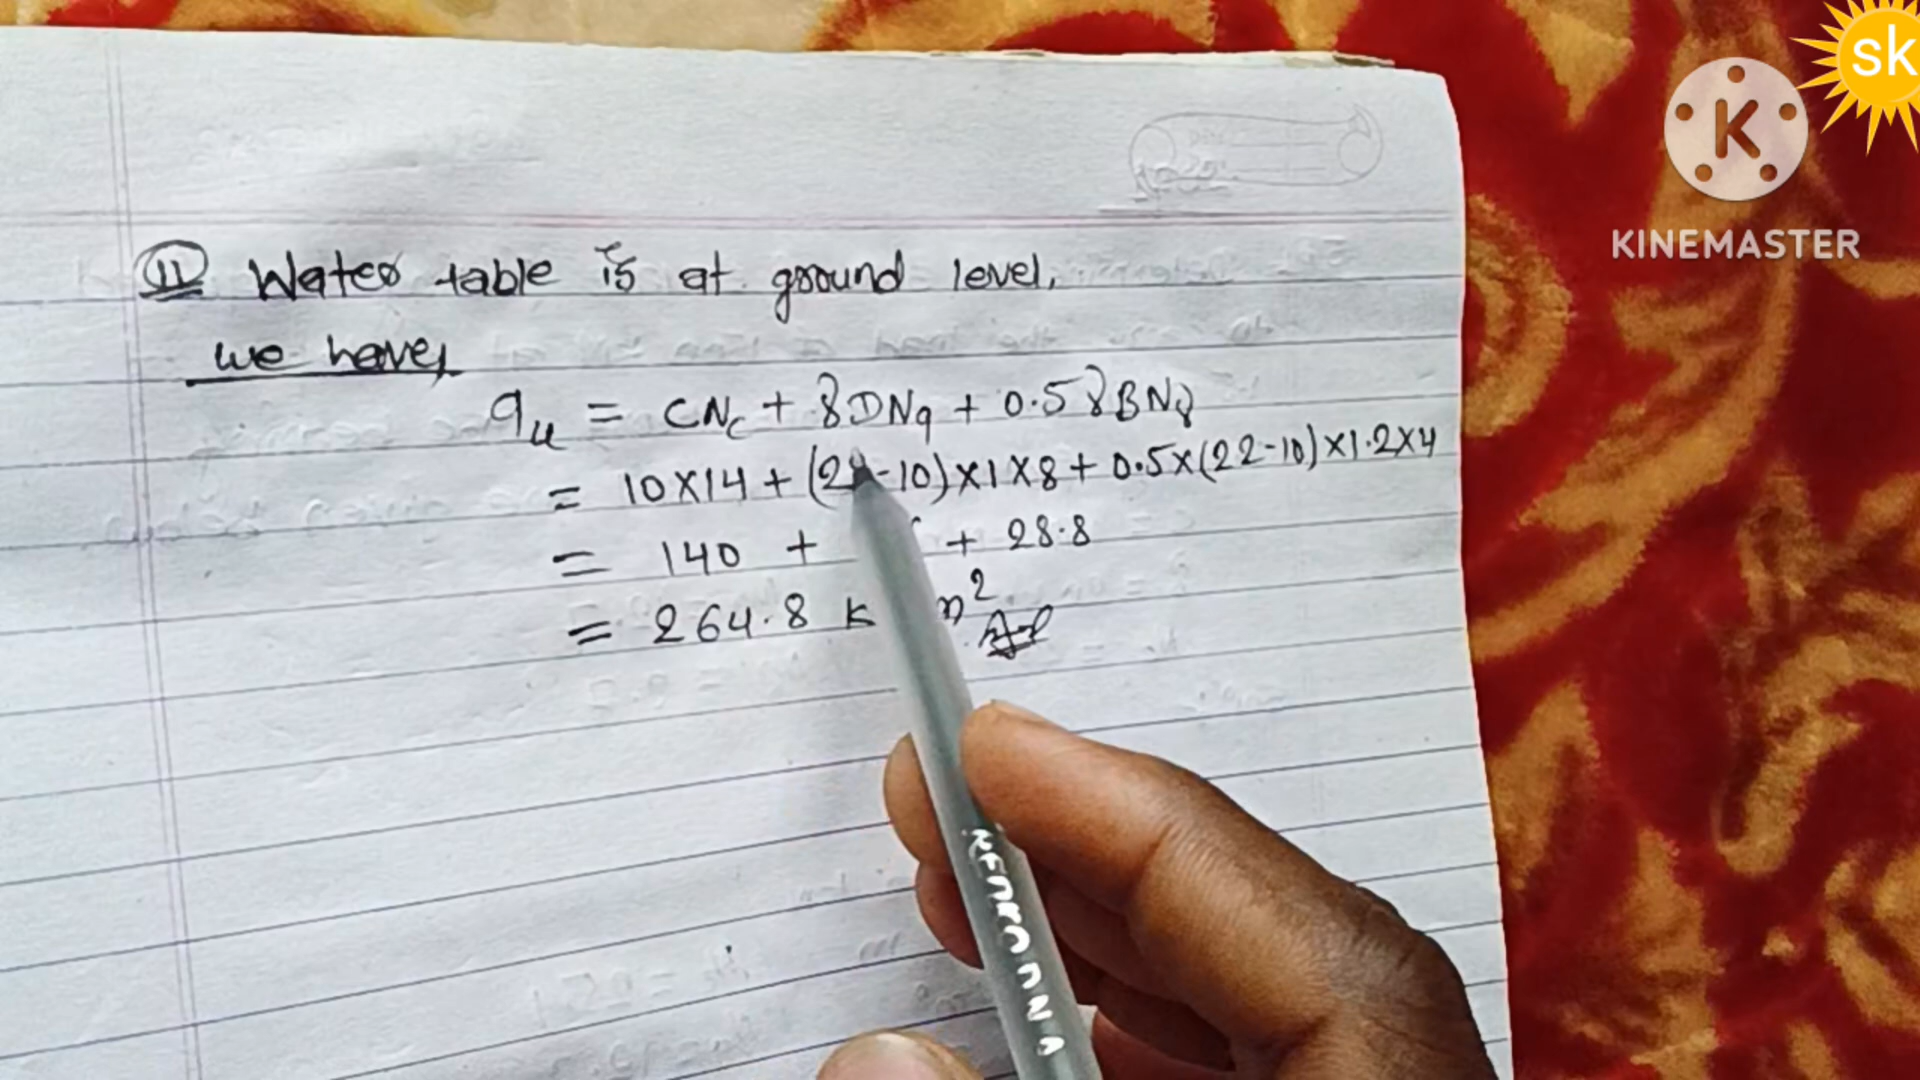 sk
K
KINEMASTER
(11) Water table is at ground level,
we have,
qu = CNc + γDNq + 0.5γBNγ
= 10×14 + (2 -10)×1×8 + 0.5×(22-10)×1.2×4
= 140 + + 28.8
= 264.8 K m²